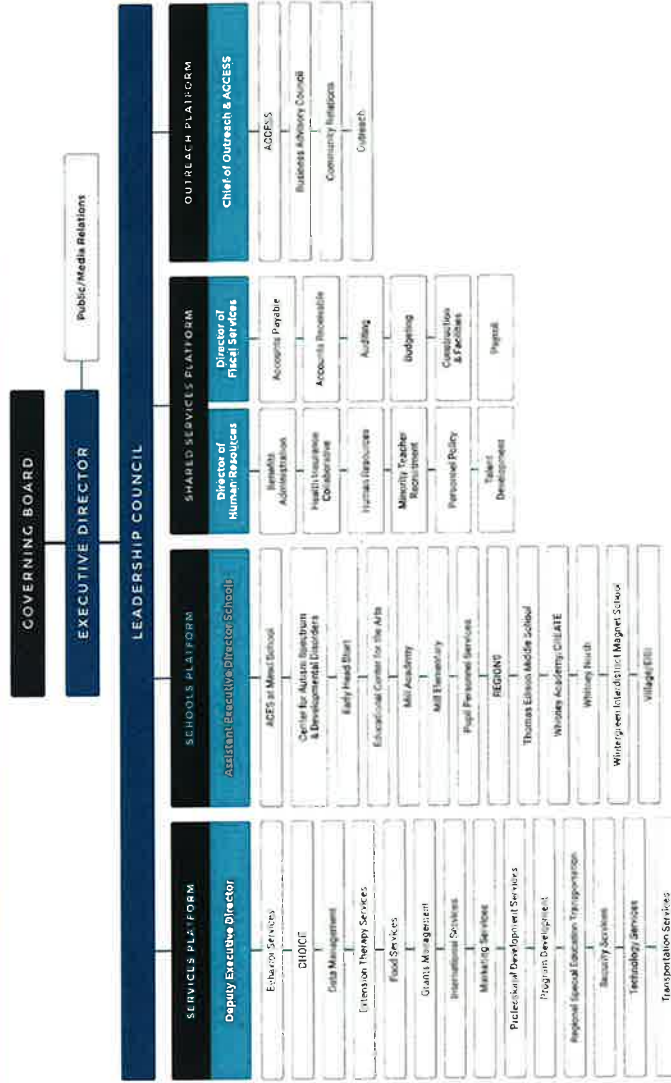 GOVERNING BOARD
EXECUTIVE DIRECTOR
Public/Media Relations
LEADERSHIP COUNCIL
SERVICES PLATFORM
Deputy Executive Director
Behavior Services
CHOICE
Data Management
Extension Therapy Services
Food Services
Grants Management
International Services
Marketing Services
Professional Development Services
Program Development
Regional Special Education Transportation
Security Services
Technology Services
Transportation Services
SCHOOLS PLATFORM
Assistant Executive Director Schools
ACES at Mead School
Center for Autism Spectrum
& Developmental Disorders
Early Head Start
Educational Center for the Arts
Mill Academy
Mill Elementary
Pupil Personnel Services
REGIONS
Thomas Edison Middle School
Whitney Academy/CREATE
Whitney North
Wintergreen Interdistrict Magnet School
SHARED SERVICES PLATFORM
Director of
Human Resources
Benefits
Administration
Health Insurance
Collaborative
Human Resources
Minority Teacher
Recruitment
Personnel Policy
Talent
Development
Director of
Fiscal Services
Accounts Payable
Accounts Receivable
Auditing
Budgeting
Construction
& Facilities
Payroll
OUTREACH PLATFORM
Chief of Outreach & ACCESS
ACCESS
Business Advisory Council
Community Relations
Outreach